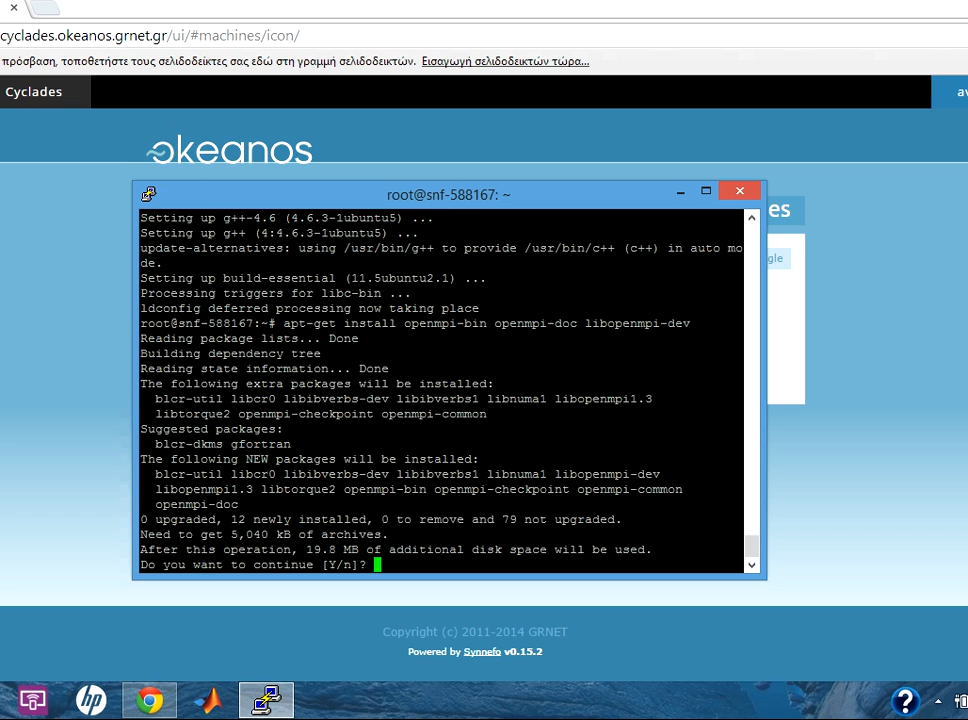 cyclades.okeanos.grnet.gr/ui/#machines/icon/
πρόσβαση, τοποθετήστε τους σελιδοδείκτες σας εδώ στη γραμμή σελιδοδεικτών. Εισαγωγή σελιδοδεικτών τώρα...
Cyclades
av
okeanos
root@snf-588167: ~
es
gle
Setting up g++-4.6 (4.6.3-1ubuntu5) ...
Setting up g++ (4:4.6.3-1ubuntu5) ...
update-alternatives: using /usr/bin/g++ to provide /usr/bin/c++ (c++) in auto mo
de.
Setting up build-essential (11.5ubuntu2.1) ...
Processing triggers for libc-bin ...
ldconfig deferred processing now taking place
root@snf-588167:~# apt-get install openmpi-bin openmpi-doc libopenmpi-dev
Reading package lists... Done
Building dependency tree
Reading state information... Done
The following extra packages will be installed:
blcr-util libcr0 libibverbs-dev libibverbs1 libnuma1 libopenmpi1.3
libtorque2 openmpi-checkpoint openmpi-common
Suggested packages:
blcr-dkms gfortran
The following NEW packages will be installed:
blcr-util libcr0 libibverbs-dev libibverbs1 libnuma1 libopenmpi-dev
libopenmpi1.3 libtorque2 openmpi-bin openmpi-checkpoint openmpi-common
openmpi-doc
0 upgraded, 12 newly installed, 0 to remove and 79 not upgraded.
Need to get 5,040 kB of archives.
After this operation, 19.8 MB of additional disk space will be used.
Do you want to continue [Y/n]?
Copyright (c) 2011-2014 GRNET
Powered by Synnefo v0.15.2
hp
?